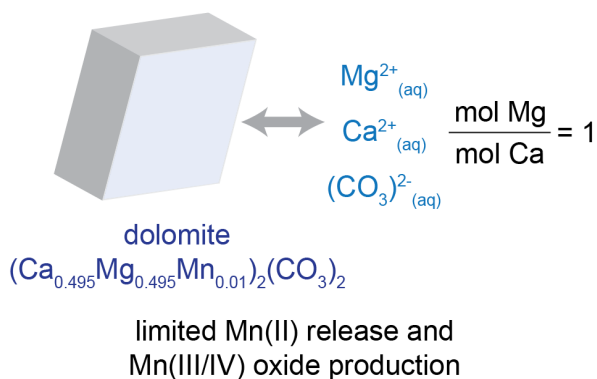 Mg²⁺₍aq₎
Ca²⁺₍aq₎
(CO₃)²⁻₍aq₎
mol Mg
mol Ca
= 1
dolomite
(Ca₀.₄₉₅Mg₀.₄₉₅Mn₀.₀₁)₂(CO₃)₂
limited Mn(II) release and
Mn(III/IV) oxide production